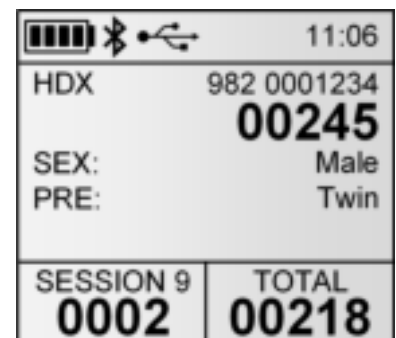 11:06
HDX 982 0001234
00245
SEX: Male
PRE: Twin
SESSION 9 TOTAL
0002 00218